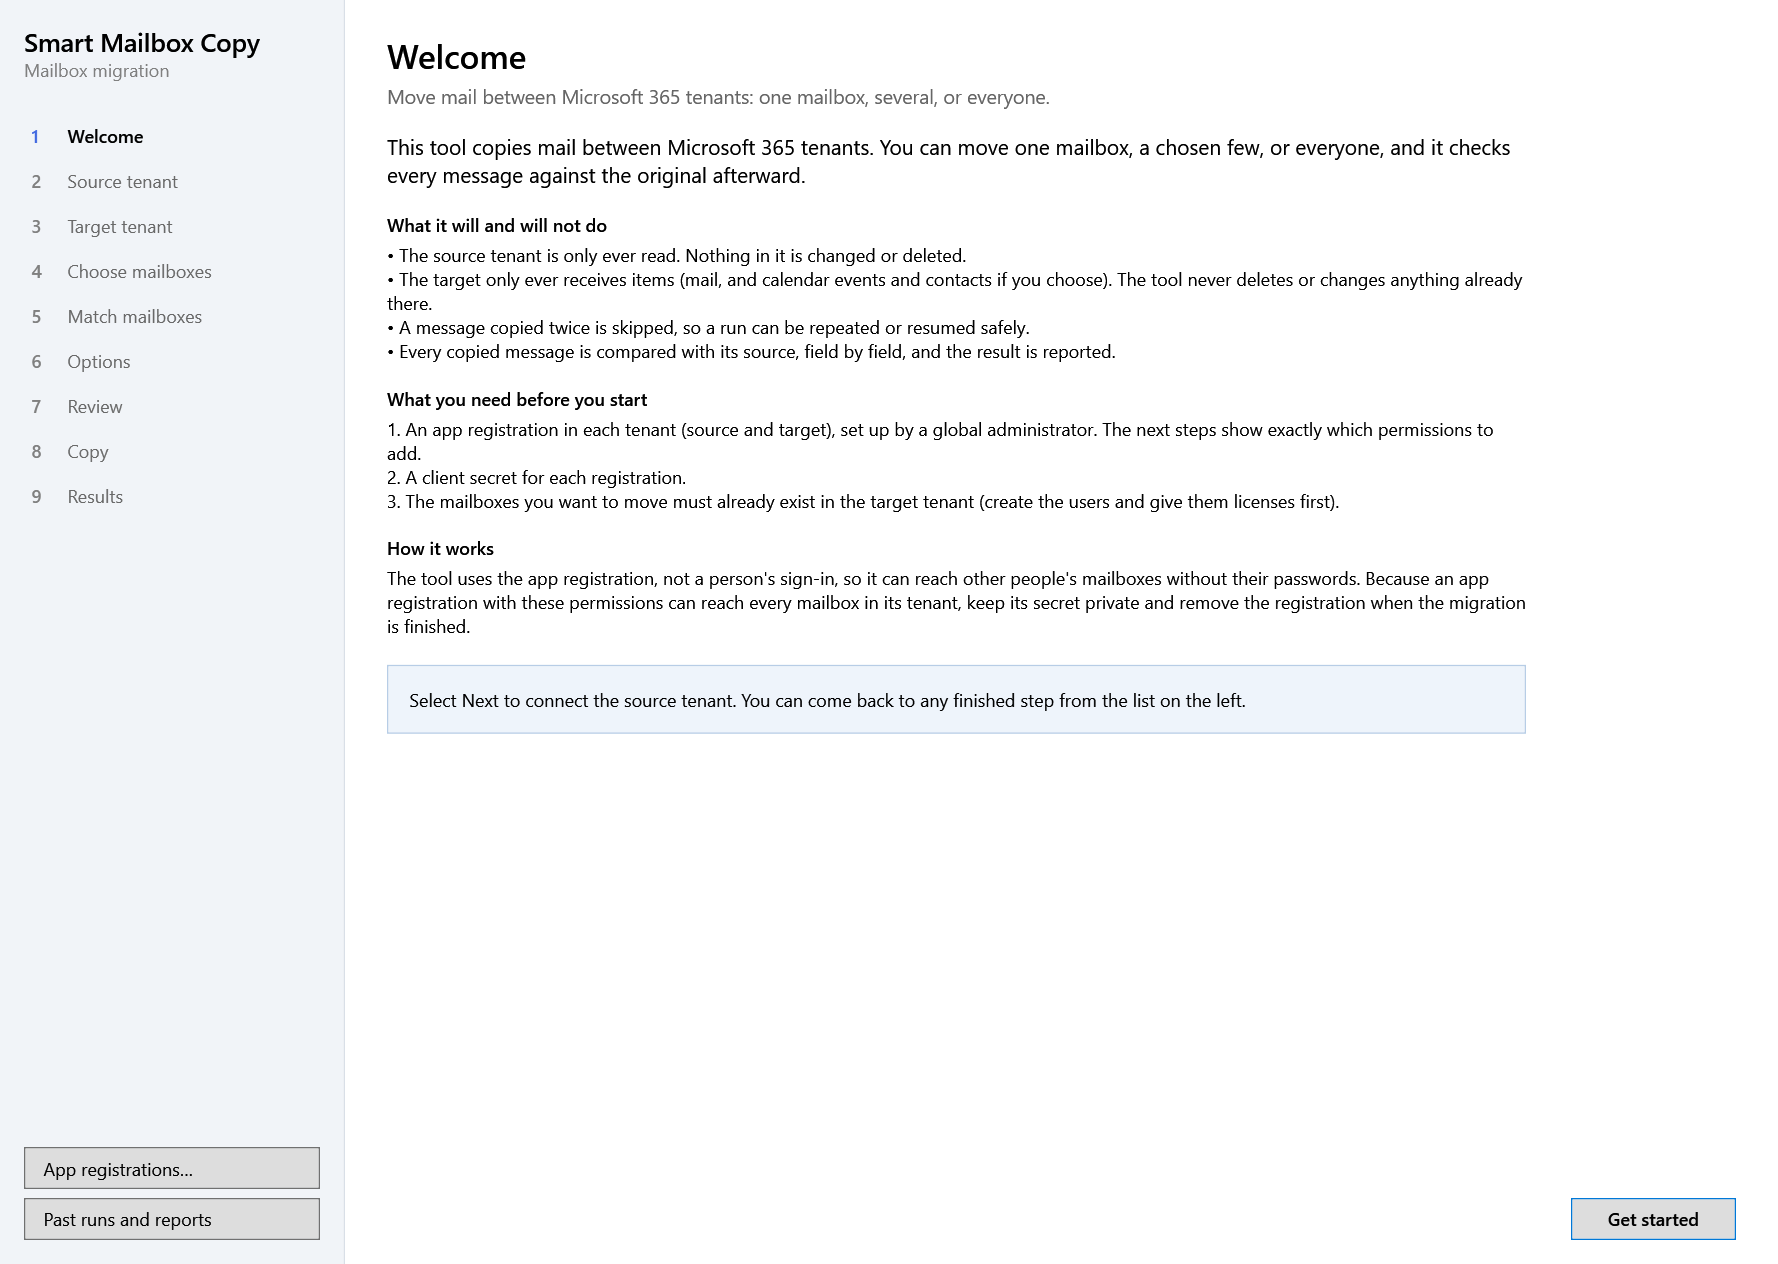 Smart Mailbox Copy
Mailbox migration
1 Welcome
2 Source tenant
3 Target tenant
4 Choose mailboxes
5 Match mailboxes
6 Options
7 Review
8 Copy
9 Results
App registrations...
Past runs and reports
Welcome
Move mail between Microsoft 365 tenants: one mailbox, several, or everyone.
This tool copies mail between Microsoft 365 tenants. You can move one mailbox, a chosen few, or everyone, and it checks
every message against the original afterward.
What it will and will not do
• The source tenant is only ever read. Nothing in it is changed or deleted.
• The target only ever receives items (mail, and calendar events and contacts if you choose). The tool never deletes or changes anything already
there.
• A message copied twice is skipped, so a run can be repeated or resumed safely.
• Every copied message is compared with its source, field by field, and the result is reported.
What you need before you start
1. An app registration in each tenant (source and target), set up by a global administrator. The next steps show exactly which permissions to
add.
2. A client secret for each registration.
3. The mailboxes you want to move must already exist in the target tenant (create the users and give them licenses first).
How it works
The tool uses the app registration, not a person's sign-in, so it can reach other people's mailboxes without their passwords. Because an app
registration with these permissions can reach every mailbox in its tenant, keep its secret private and remove the registration when the migration
is finished.
Select Next to connect the source tenant. You can come back to any finished step from the list on the left.
Get started